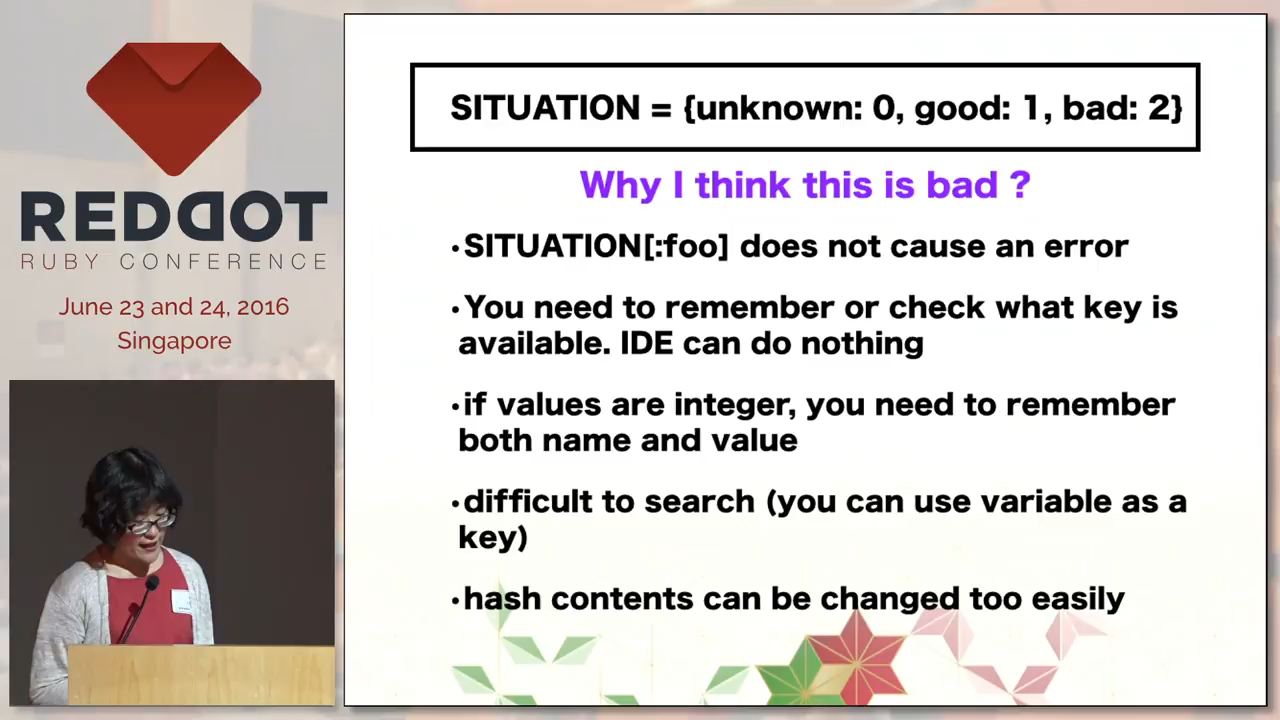 REDDOT
RUBY CONFERENCE
June 23 and 24, 2016
Singapore
SITUATION = {unknown: 0, good: 1, bad: 2}
Why I think this is bad ?
・SITUATION[:foo] does not cause an error
・You need to remember or check what key is
available. IDE can do nothing
・if values are integer, you need to remember
both name and value
・difficult to search (you can use variable as a
key)
・hash contents can be changed too easily